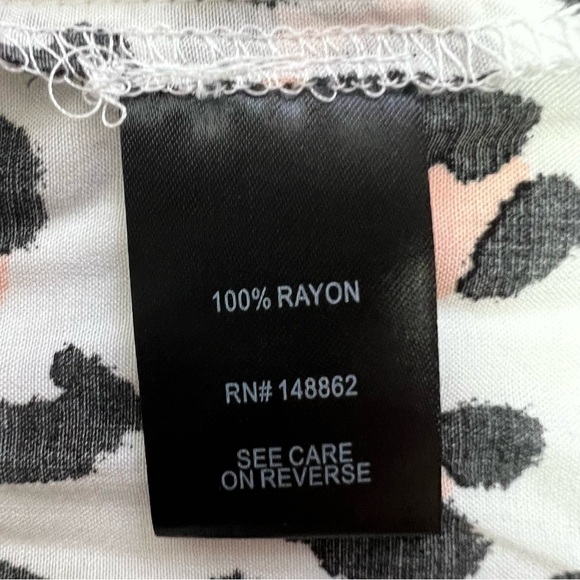 100% RAYON
RN# 148862
SEE CARE
ON REVERSE